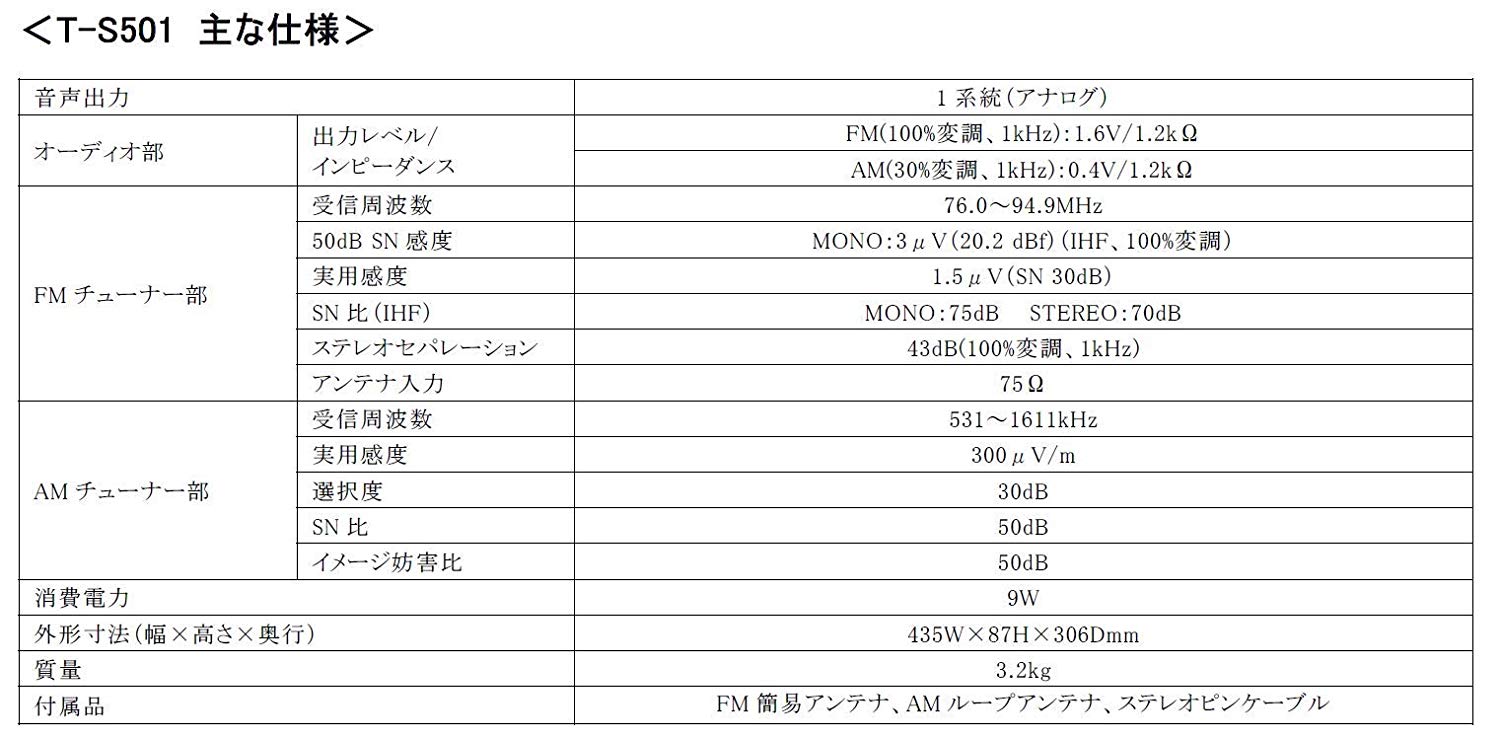 ＜T-S501 主な仕様＞
音声出力 1 系統（アナログ）
オーディオ部 出力レベル/
インピーダンス
FM(100%変調、1kHz)：1.6V/1.2kΩ
AM(30%変調、1kHz)：0.4V/1.2kΩ
FM チューナー部
受信周波数 76.0～94.9MHz
50dB SN 感度 MONO：3μV（20.2 dBf）（IHF、100%変調）
実用感度 1.5μV（SN 30dB）
SN 比（IHF） MONO：75dB STEREO：70dB
ステレオセパレーション 43dB(100%変調、1kHz)
アンテナ入力 75Ω
AM チューナー部
受信周波数 531～1611kHz
実用感度 300μV/m
選択度 30dB
SN 比 50dB
イメージ妨害比 50dB
消費電力 9W
外形寸法（幅×高さ×奥行） 435W×87H×306Dmm
質量 3.2kg
付属品 FM 簡易アンテナ、AM ループアンテナ、ステレオピンケーブル